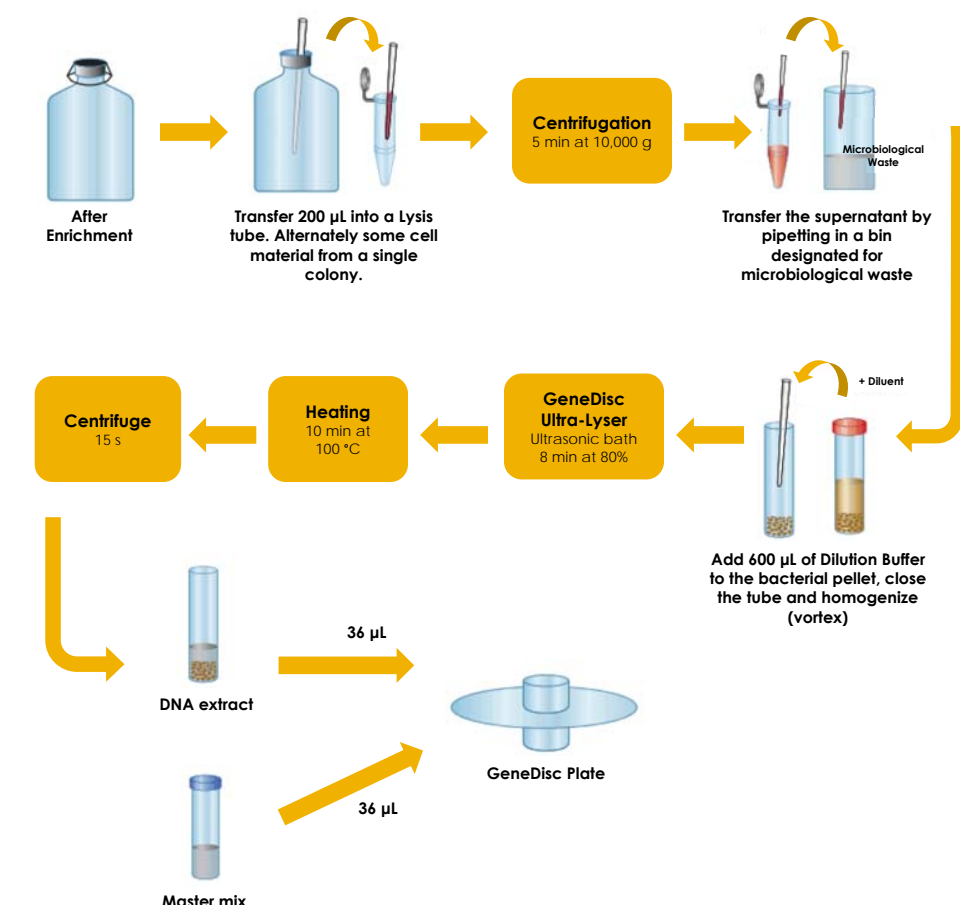 After
Enrichment
Transfer 200 µL into a Lysis
tube. Alternately some cell
material from a single
colony.
Centrifugation
5 min at 10,000 g
Microbiological
Waste
Transfer the supernatant by
pipetting in a bin
designated for
microbiological waste
+ Diluent
Add 600 µL of Dilution Buffer
to the bacterial pellet, close
the tube and homogenize
(vortex)
GeneDisc
Ultra-Lyser
Ultrasonic bath
8 min at 80%
Heating
10 min at
100 °C
Centrifuge
15 s
DNA extract
36 µL
GeneDisc Plate
36 µL
Master mix